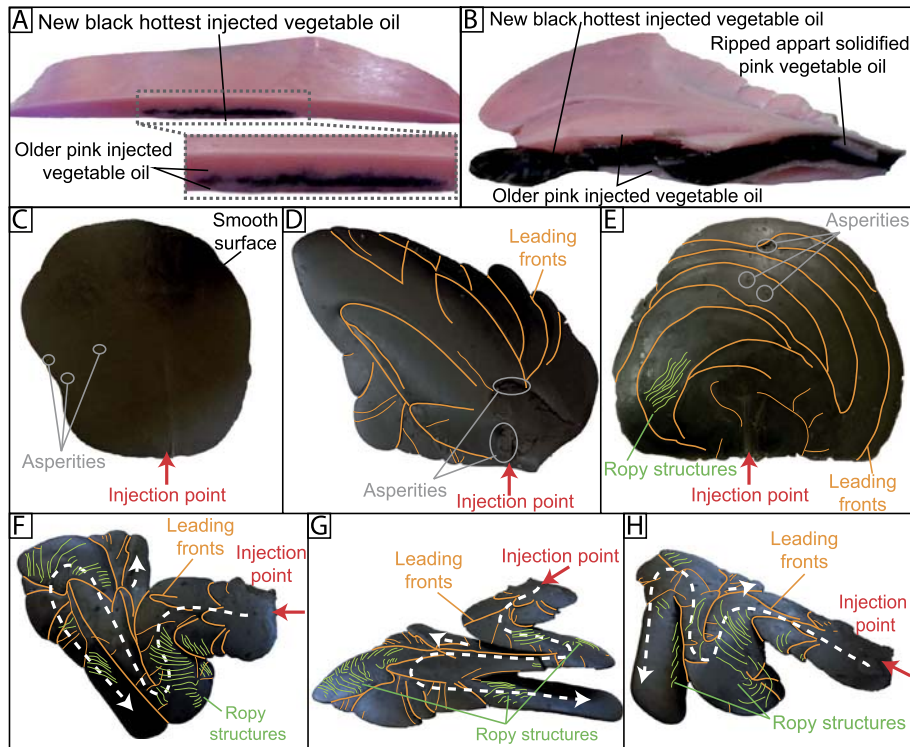 A
New black hottest injected vegetable oil
Older pink injected
vegetable oil
B
New black hottest injected vegetable oil
Ripped appart solidified
pink vegetable oil
Older pink injected vegetable oil
C
Smooth
surface
Asperities
Injection point
D
Leading
fronts
Asperities
Injection point
E
Asperities
Ropy structures
Injection point
Leading
fronts
F
Leading
fronts
Injection
point
Ropy
structures
G
Injection point
Leading
fronts
Ropy structures
H
Leading
fronts
Injection
point
Ropy structures